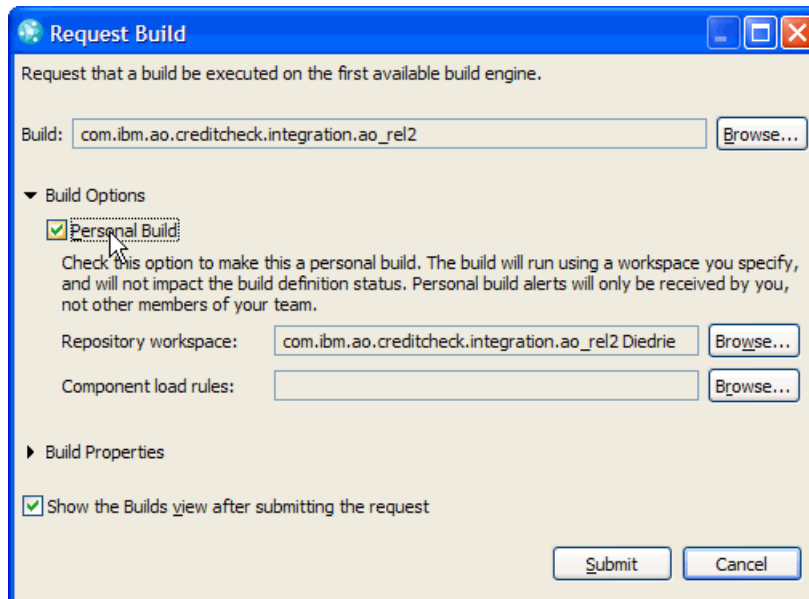 Request Build
Request that a build be executed on the first available build engine.
Build: com.ibm.ao.creditcheck.integration.ao_rel2 Browse...
Build Options
Personal Build
Check this option to make this a personal build. The build will run using a workspace you specify,
and will not impact the build definition status. Personal build alerts will only be received by you,
not other members of your team.
Repository workspace: com.ibm.ao.creditcheck.integration.ao_rel2 Diedrie Browse...
Component load rules: Browse...
Build Properties
Show the Builds view after submitting the request
Submit Cancel